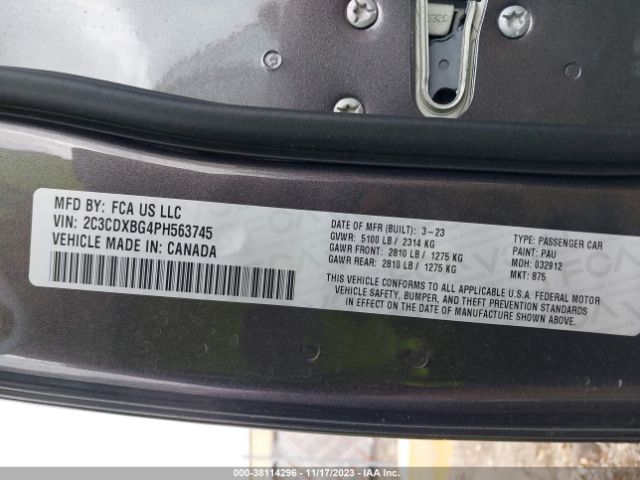 MFD BY: FCA US LLC
VIN: 2C3CDXBG4PH563745
VEHICLE MADE IN: CANADA
DATE OF MFR (BUILT): 3-23
GVWR: 5100 LB / 2314 KG
GAWR FRONT: 2810 LB / 1275 KG
GAWR REAR: 2810 LB / 1275 KG
TYPE: PASSENGER CAR
PAINT: PAU
MDH: 032912
MKT: 875
THIS VEHICLE CONFORMS TO ALL APPLICABLE U.S.A. FEDERAL MOTOR
VEHICLE SAFETY, BUMPER, AND THEFT PREVENTION STANDARDS
IN EFFECT ON THE DATE OF MANUFACTURE SHOWN ABOVE.
000-38114296 - 11/17/2023 - IAA Inc.